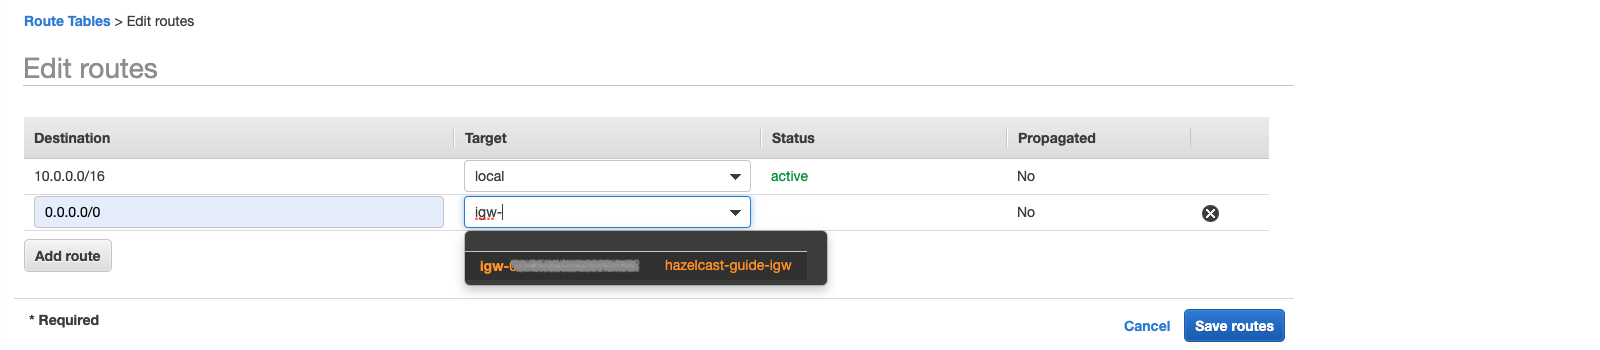 Route Tables > Edit routes
Edit routes
Destination Target Status Propagated
10.0.0.0/16 local active No
0.0.0.0/0 igw- No
igw- hazelcast-guide-igw
Add route
* Required
Cancel Save routes